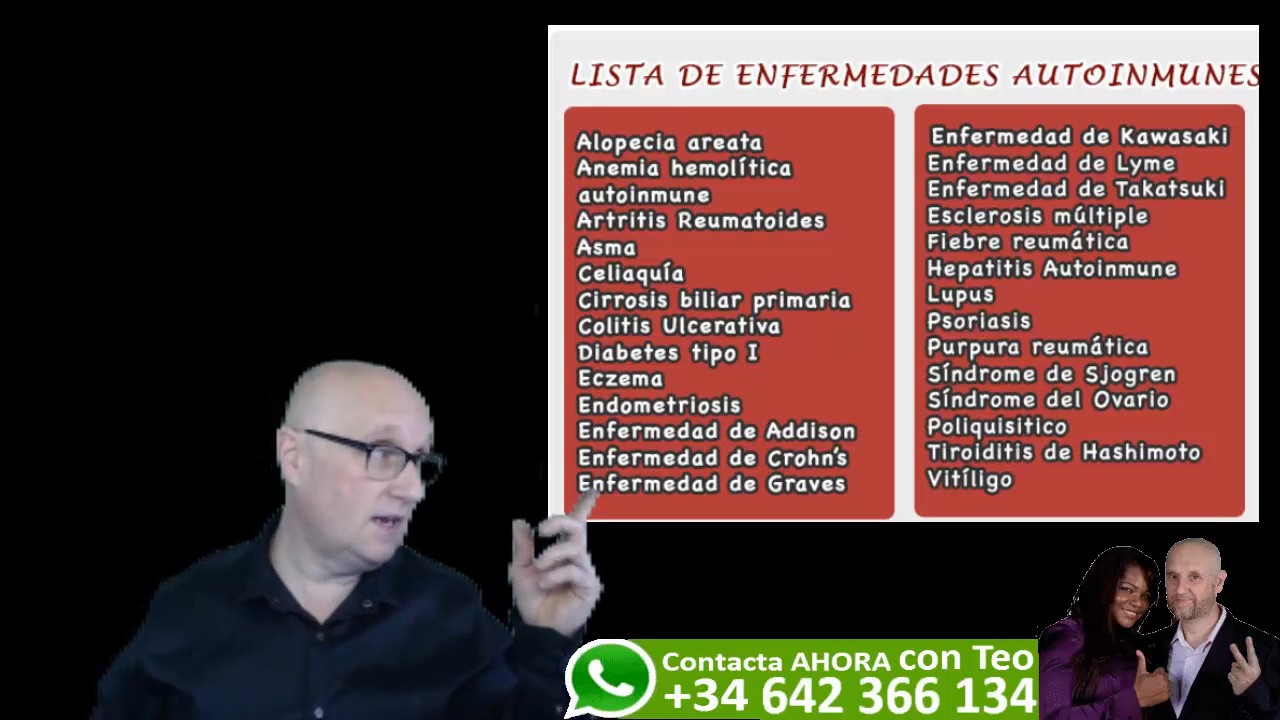 LISTA DE ENFERMEDADES AUTOINMUNES
Alopecia areata
Anemia hemolítica
autoinmune
Artritis Reumatoides
Asma
Celiaquía
Cirrosis biliar primaria
Colitis Ulcerativa
Diabetes tipo I
Eczema
Endometriosis
Enfermedad de Addison
Enfermedad de Crohn's
Enfermedad de Graves
Enfermedad de Kawasaki
Enfermedad de Lyme
Enfermedad de Takatsuki
Esclerosis múltiple
Fiebre reumática
Hepatitis Autoinmune
Lupus
Psoriasis
Purpura reumática
Síndrome de Sjogren
Síndrome del Ovario
Poliquisitico
Tiroiditis de Hashimoto
Vitíligo
Contacta AHORA con Teo
+34 642 366 134